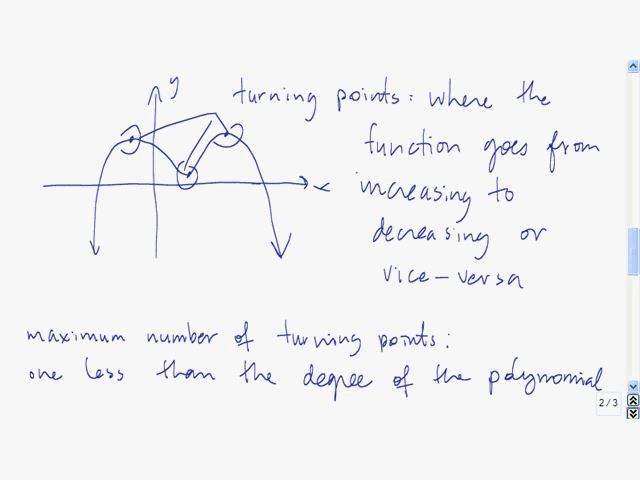 y
turning points: where the
function goes from
x
increasing to
decreasing or
vice-versa
maximum number of turning points:
one less than the degree of the polynomial
2/3